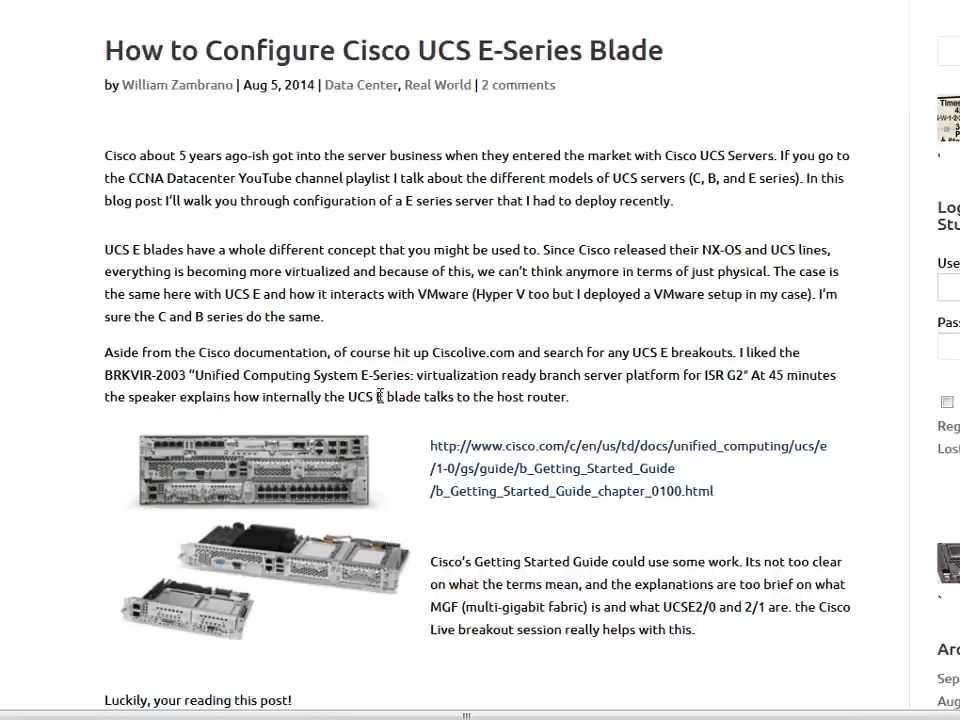 How to Configure Cisco UCS E-Series Blade
by William Zambrano | Aug 5, 2014 | Data Center, Real World | 2 comments
Cisco about 5 years ago-ish got into the server business when they entered the market with Cisco UCS Servers. If you go to
the CCNA Datacenter YouTube channel playlist I talk about the different models of UCS servers (C, B, and E series). In this
blog post I'll walk you through configuration of a E series server that I had to deploy recently.
UCS E blades have a whole different concept that you might be used to. Since Cisco released their NX-OS and UCS lines,
everything is becoming more virtualized and because of this, we can't think anymore in terms of just physical. The case is
the same here with UCS E and how it interacts with VMware (Hyper V too but I deployed a VMware setup in my case). I'm
sure the C and B series do the same.
Aside from the Cisco documentation, of course hit up Ciscolive.com and search for any UCS E breakouts. I liked the
BRKVIR-2003 "Unified Computing System E-Series: virtualization ready branch server platform for ISR G2" At 45 minutes
the speaker explains how internally the UCS E blade talks to the host router.
http://www.cisco.com/c/en/us/td/docs/unified_computing/ucs/e
/1-0/gs/guide/b_Getting_Started_Guide
/b_Getting_Started_Guide_chapter_0100.html
Cisco's Getting Started Guide could use some work. Its not too clear
on what the terms mean, and the explanations are too brief on what
MGF (multi-gigabit fabric) is and what UCSE2/0 and 2/1 are. the Cisco
Live breakout session really helps with this.
Luckily, your reading this post!
Times
Log
Stu
Use
Pas
Reg
Los
Arc
Sep
Aug